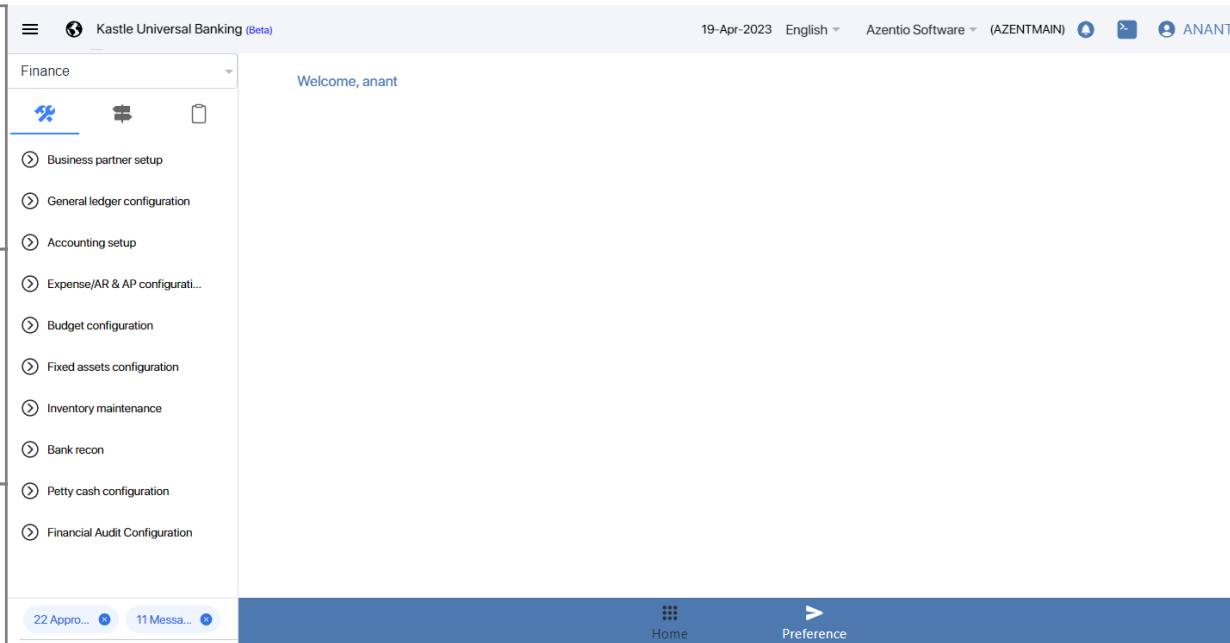 Kastle Universal Banking (Beta)
19-Apr-2023 English Azentio Software (AZENTMAIN) ANANT
Finance
Welcome, anant
Business partner setup
General ledger configuration
Accounting setup
Expense/AR & AP configurati...
Budget configuration
Fixed assets configuration
Inventory maintenance
Bank recon
Petty cash configuration
Financial Audit Configuration
22 Appro... 11 Messa...
Home Preference